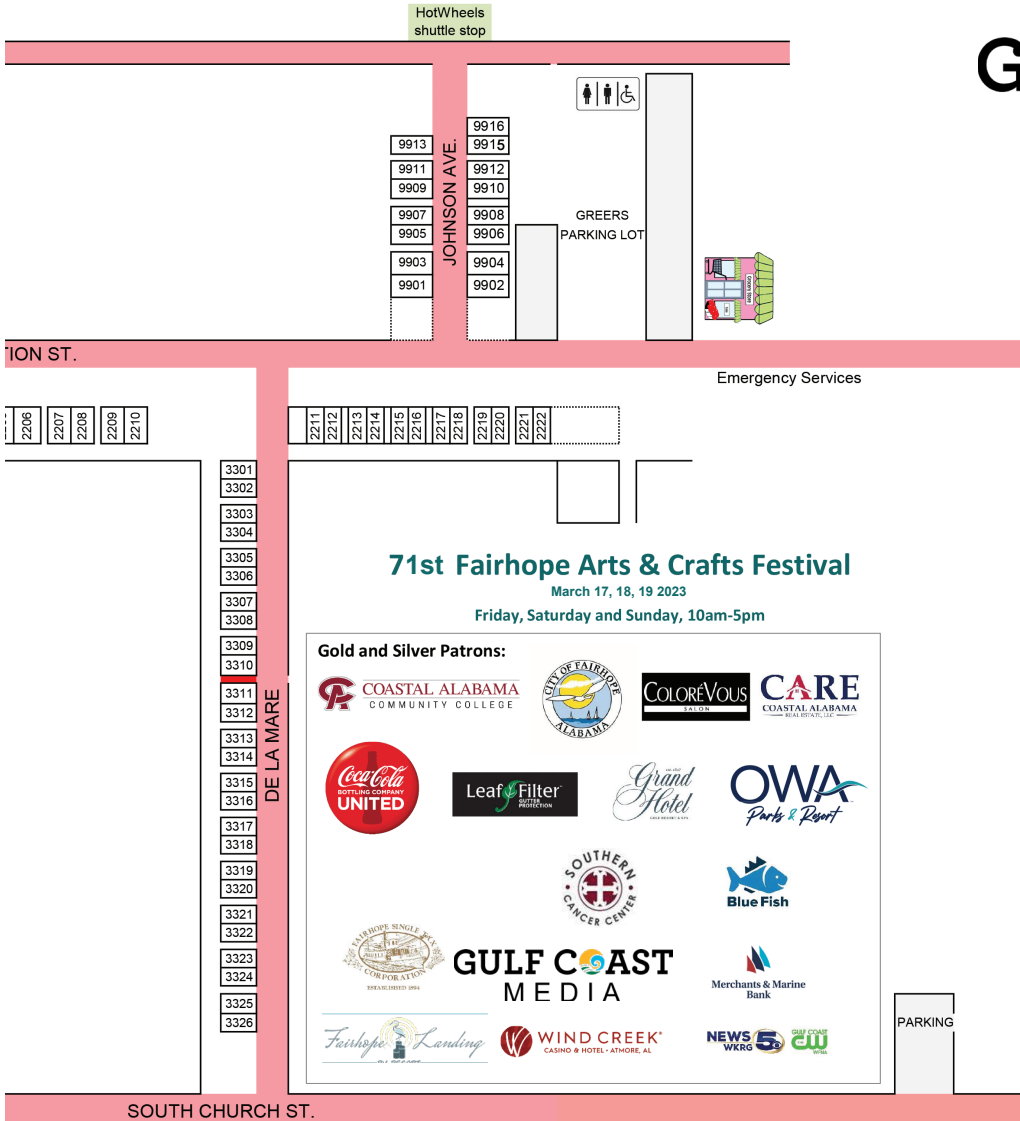 HotWheels
shuttle stop
G
9916
9913
9915
9911
9912
9909
9910
9907
9908
9905
9906
9903
9904
9901
9902
JOHNSON AVE.
GREERS
PARKING LOT
Grocery Store
TION ST.
Emergency Services
2206
2207
2208
2209
2210
2211
2212
2213
2214
2215
2216
2217
2218
2219
2220
2221
2222
3301
3302
3303
3304
3305
3306
3307
3308
3309
3310
3311
3312
3313
3314
3315
3316
3317
3318
3319
3320
3321
3322
3323
3324
3325
3326
DE LA MARE
71st Fairhope Arts & Crafts Festival
March 17, 18, 19 2023
Friday, Saturday and Sunday, 10am-5pm
Gold and Silver Patrons:
CA
COASTAL ALABAMA
COMMUNITY COLLEGE
CITY OF FAIRHOPE
ALABAMA
COLORÉVOUS
SALON
CARE
COASTAL ALABAMA
REAL ESTATE, LLC
Coca-Cola
BOTTLING COMPANY
UNITED
LeafFilter
GUTTER
PROTECTION
Grand
Hotel
GOLF RESORT & SPA
OWA
Parks & Resort
SOUTHERN
CANCER CENTER
Blue Fish
FAIRHOPE SINGLE TAX
CORPORATION
ESTABLISHED 1894
GULF COAST
MEDIA
Merchants & Marine
Bank
Fairhope Landing
WIND CREEK
CASINO & HOTEL • ATMORE, AL
NEWS 5
WKRG
GULF COAST
CW
WFNA
PARKING
SOUTH CHURCH ST.